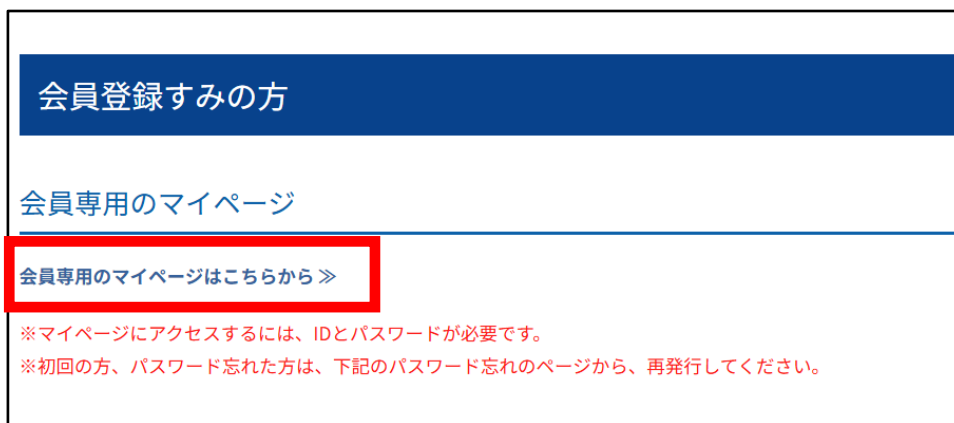 会員登録すみの方
会員専用のマイページ
会員専用のマイページはこちらから ≫
※マイページにアクセスするには、IDとパスワードが必要です。
※初回の方、パスワード忘れた方は、下記のパスワード忘れのページから、再発行してください。